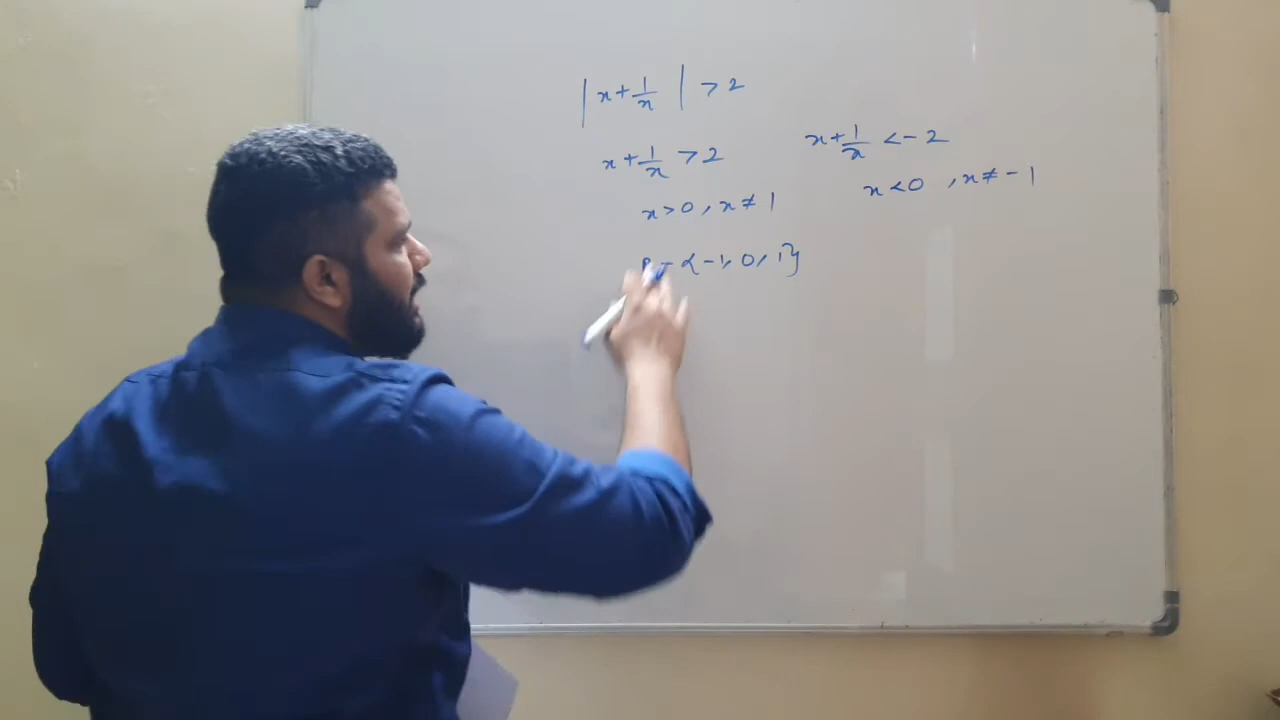 |x + 1/x| > 2
x + 1/x > 2    x + 1/x < -2
x > 0, x ≠ 1    x < 0, x ≠ -1
R - {-1, 0, 1}